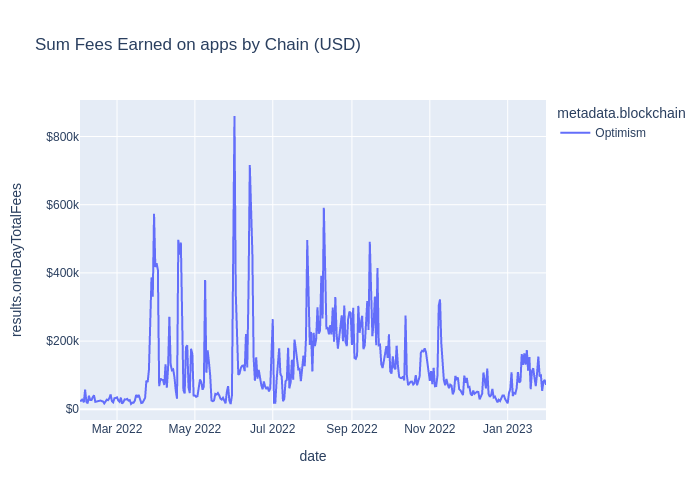 Sum Fees Earned on apps by Chain (USD)
metadata.blockchain
Optimism
results.oneDayTotalFees
$800k
$600k
$400k
$200k
$0
Mar 2022
May 2022
Jul 2022
Sep 2022
Nov 2022
Jan 2023
date